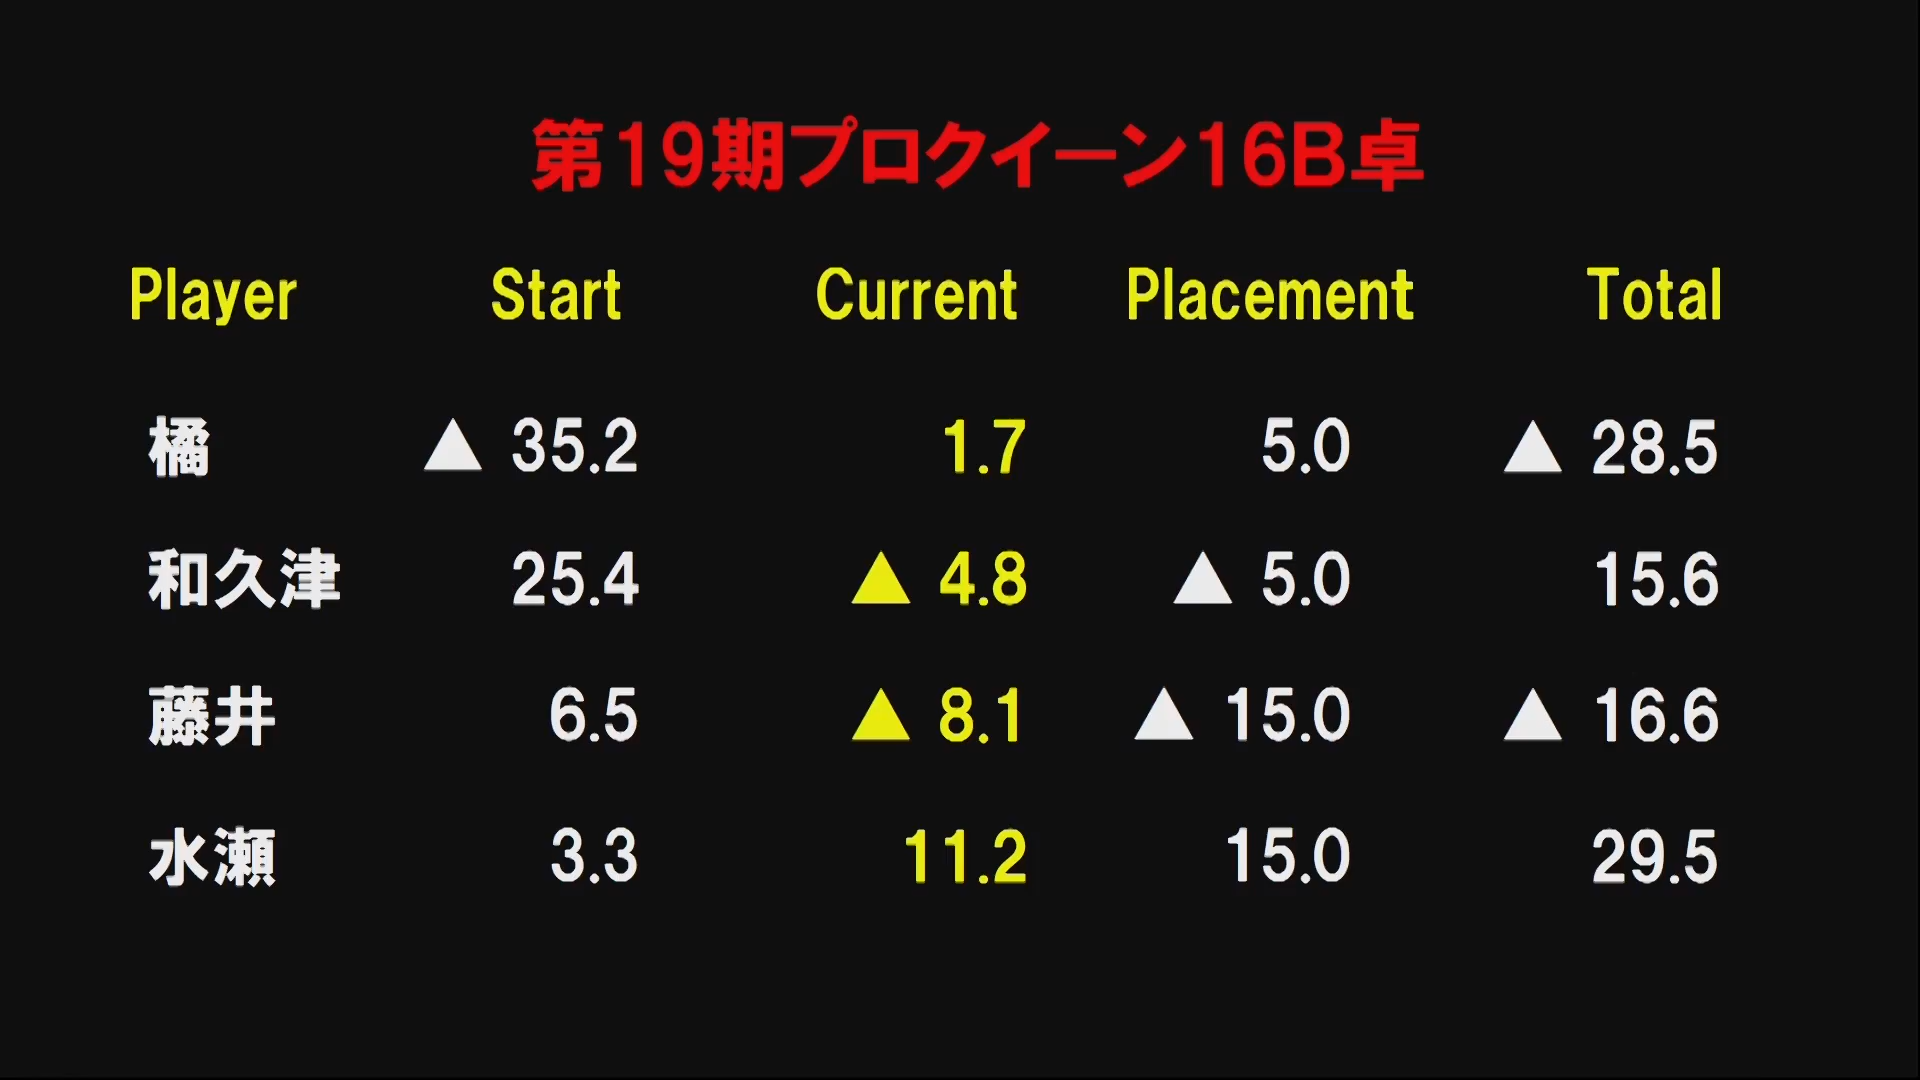 第19期プロクイーン16B卓
Player Start Current Placement Total
橘 ▲ 35.2 1.7 5.0 ▲ 28.5
和久津 25.4 ▲ 4.8 ▲ 5.0 15.6
藤井 6.5 ▲ 8.1 ▲ 15.0 ▲ 16.6
水瀬 3.3 11.2 15.0 29.5